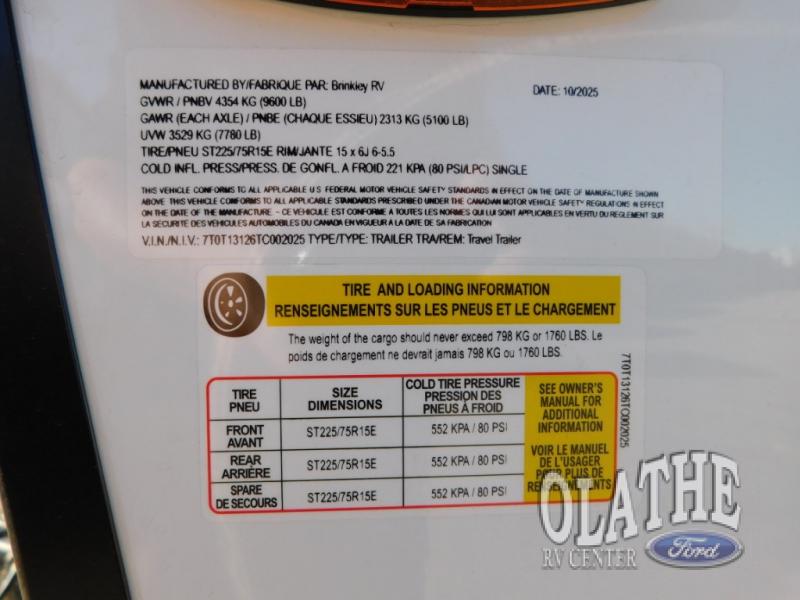 MANUFACTURED BY/FABRIQUE PAR: Brinkley RV
DATE: 10/2025
GVWR / PNBV 4354 KG (9600 LB)
GAWR (EACH AXLE) / PNBE (CHAQUE ESSIEU) 2313 KG (5100 LB)
UVW 3529 KG (7780 LB)
TIRE/PNEU ST225/75R15E RIM/JANTE 15 x 6J 6-5.5
COLD INFL. PRESS/PRESS. DE GONFL. A FROID 221 KPA (80 PSI/LPC) SINGLE
THIS VEHICLE CONFORMS TO ALL APPLICABLE U.S. FEDERAL MOTOR VEHICLE SAFETY STANDARDS IN EFFECT ON THE DATE OF MANUFACTURE SHOWN
ABOVE. THIS VEHICLE CONFORMS TO ALL APPLICABLE STANDARDS PRESCRIBED UNDER THE CANADIAN MOTOR VEHICLE SAFETY REGULATIONS IN EFFECT
ON THE DATE OF THE MANUFACTURE - CE VEHICULE EST CONFORME A TOUTES LES NORMES QUI LUI SONT APPLICABLES EN VERTU DU REGLEMENT SUR
LA SECURITE DES VEHICULES AUTOMOBILES DU CANADA EN VIGUEUR A LA DATE DE SA FABRICATION
V.I.N./N.I.V.: 7T0T13126TC002025 TYPE/TYPE: TRAILER TRA/REM: Travel Trailer
TIRE AND LOADING INFORMATION
RENSEIGNEMENTS SUR LES PNEUS ET LE CHARGEMENT
The weight of the cargo should never exceed 798 KG or 1760 LBS. Le
poids de chargement ne devrait jamais 798 KG ou 1760 LBS.
TIRE
PNEU
SIZE
DIMENSIONS
COLD TIRE PRESSURE
PRESSION DES
PNEUS À FROID
FRONT
AVANT
ST225/75R15E
552 KPA / 80 PSI
REAR
ARRIÈRE
ST225/75R15E
552 KPA / 80 PSI
SPARE
DE SECOURS
ST225/75R15E
552 KPA / 80 PSI
SEE OWNER'S
MANUAL FOR
ADDITIONAL
INFORMATION
VOIR LE MANUEL
DE L'USAGER
POUR PLUS DE
RENSEIGNEMENTS
7T0T13126TC002025
OLATHE
RV CENTER
Ford